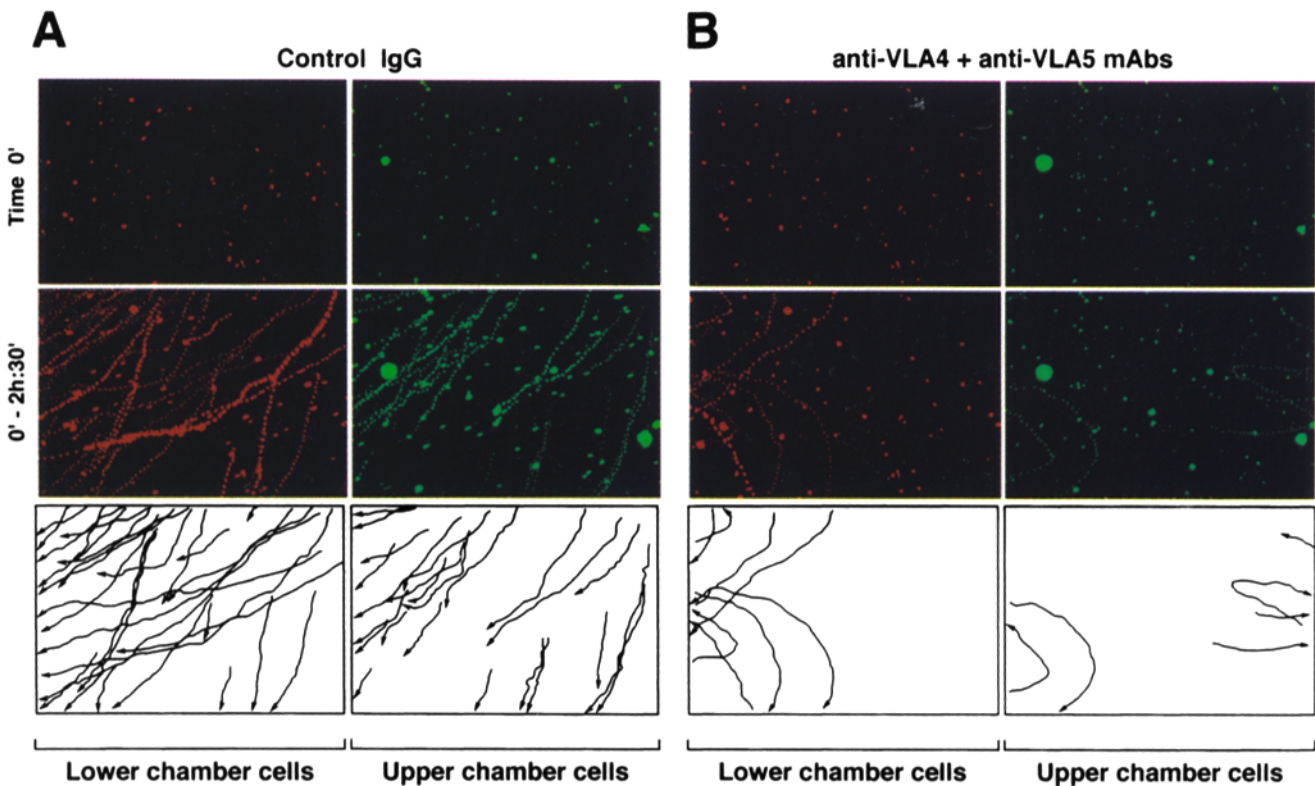 A
B
Control IgG
anti-VLA4 + anti-VLA5 mAbs
Time 0'
0' - 2h:30'
Lower chamber cells
Upper chamber cells
Lower chamber cells
Upper chamber cells